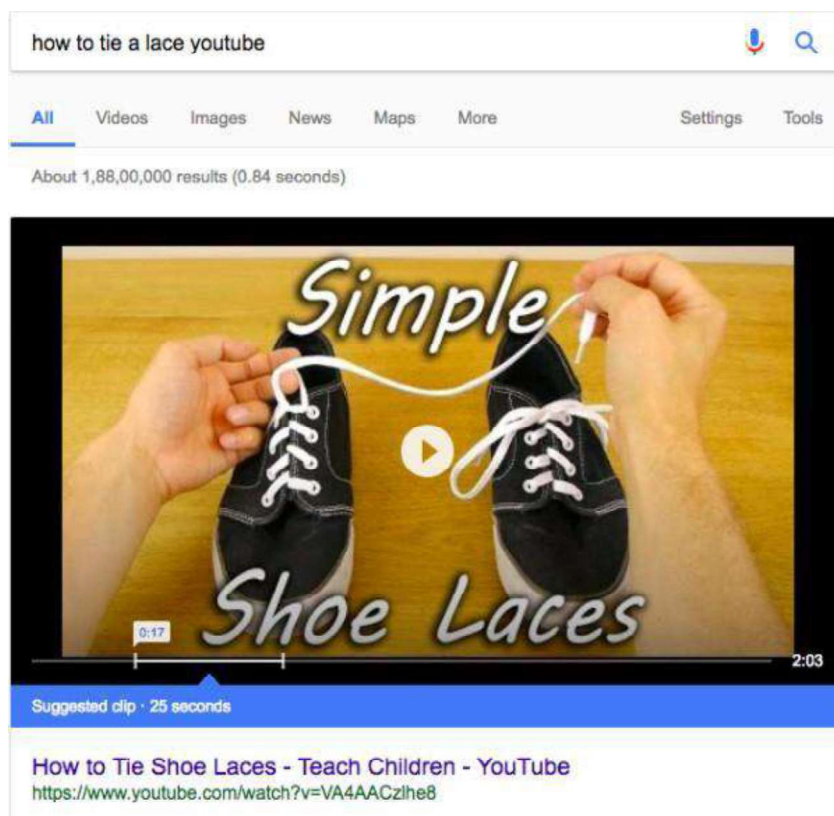 how to tie a lace youtube
All Videos Images News Maps More Settings Tools
About 1,88,00,000 results (0.84 seconds)
Simple
Shoe Laces
0:17
2:03
Suggested clip · 25 seconds
How to Tie Shoe Laces - Teach Children - YouTube
https://www.youtube.com/watch?v=VA4AACzlhe8